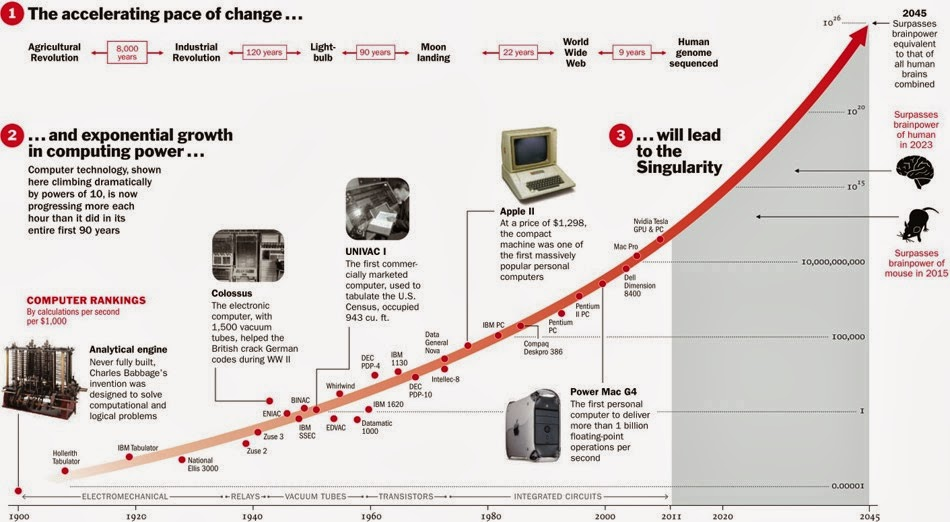 1 The accelerating pace of change ...
Agricultural
Revolution
8,000
years
Industrial
Revolution
120 years
Light-
bulb
90 years
Moon
landing
22 years
World
Wide
Web
9 years
Human
genome
sequenced
10²⁶
2045
Surpasses
brainpower
equivalent
to that of
all human
brains
combined
2 ... and exponential growth
in computing power ...
Computer technology, shown
here climbing dramatically
by powers of 10, is now
progressing more each
hour than it did in its
entire first 90 years
3 ... will lead
to the
Singularity
10²⁰
Surpasses
brainpower
of human
in 2023
10¹⁵
Surpasses
brainpower of
mouse in 2015
10,000,000,000
100,000
1
0.00001
COMPUTER RANKINGS
By calculations per second
per $1,000
Analytical engine
Never fully built,
Charles Babbage's
invention was
designed to solve
computational and
logical problems
Colossus
The electronic
computer, with
1,500 vacuum
tubes, helped the
British crack German
codes during WW II
UNIVAC I
The first commer-
cially marketed
computer, used to
tabulate the U.S.
Census, occupied
943 cu. ft.
Apple II
At a price of $1,298,
the compact
machine was one of
the first massively
popular personal
computers
Power Mac G4
The first personal
computer to deliver
more than 1 billion
floating-point
operations per
second
Hollerith
Tabulator
IBM Tabulator
National
Ellis 3000
Zuse 2
Zuse 3
ENIAC
BINAC
IBM
SSEC
Whirlwind
EDVAC
DEC
PDP-4
IBM
1130
Datamatic
1000
IBM 1620
DEC
PDP-10
Data
General
Nova
Intellec-8
IBM PC
Compaq
Deskpro 386
Pentium
PC
Pentium
II PC
Dell
Dimension
8400
Mac Pro
Nvidia Tesla
GPU & PC
ELECTROMECHANICAL
RELAYS
VACUUM TUBES
TRANSISTORS
INTEGRATED CIRCUITS
1900
1920
1940
1960
1980
2000
2011
2020
2045